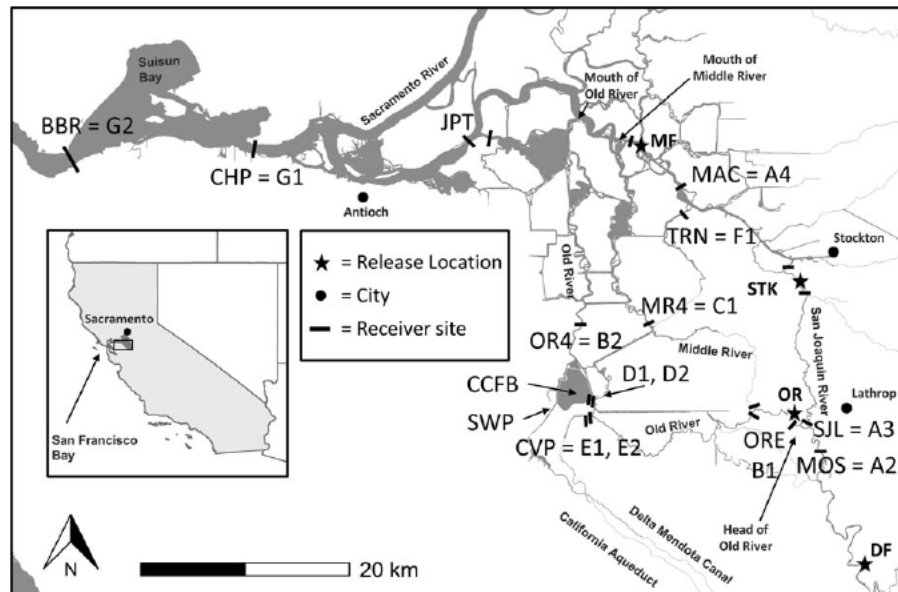 Suisun
Bay
Sacramento River
Mouth of
Old River
Mouth of
Middle River
BBR = G2
JPT
MF
CHP = G1
MAC = A4
Antioch
TRN = F1
Stockton
★ = Release Location
● = City
▬ = Receiver site
Old River
STK
Sacramento
MR4 = C1
San Joaquin River
OR4 = B2
Middle River
CCFB
D1, D2
OR
Lathrop
SWP
Old River
SJL = A3
San Francisco
Bay
CVP = E1, E2
ORE
B1
MOS = A2
Head of
Old River
Delta Mendota Canal
California Aqueduct
DF
N
20 km